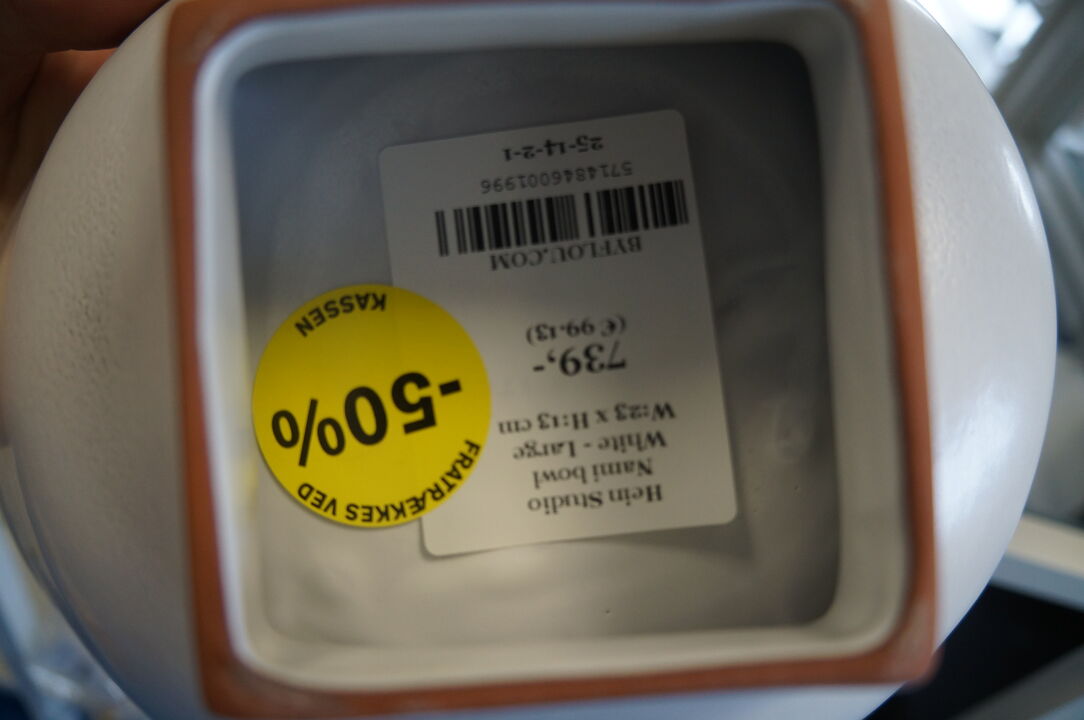 Hein Studio
Nami bowl
White - Large
W:23 x H:13 cm
739,-
(€ 99.13)
BYFLOU.COM
5714846001996
25-14-2-1
FRATRÆKKES VED
-50%
KASSEN